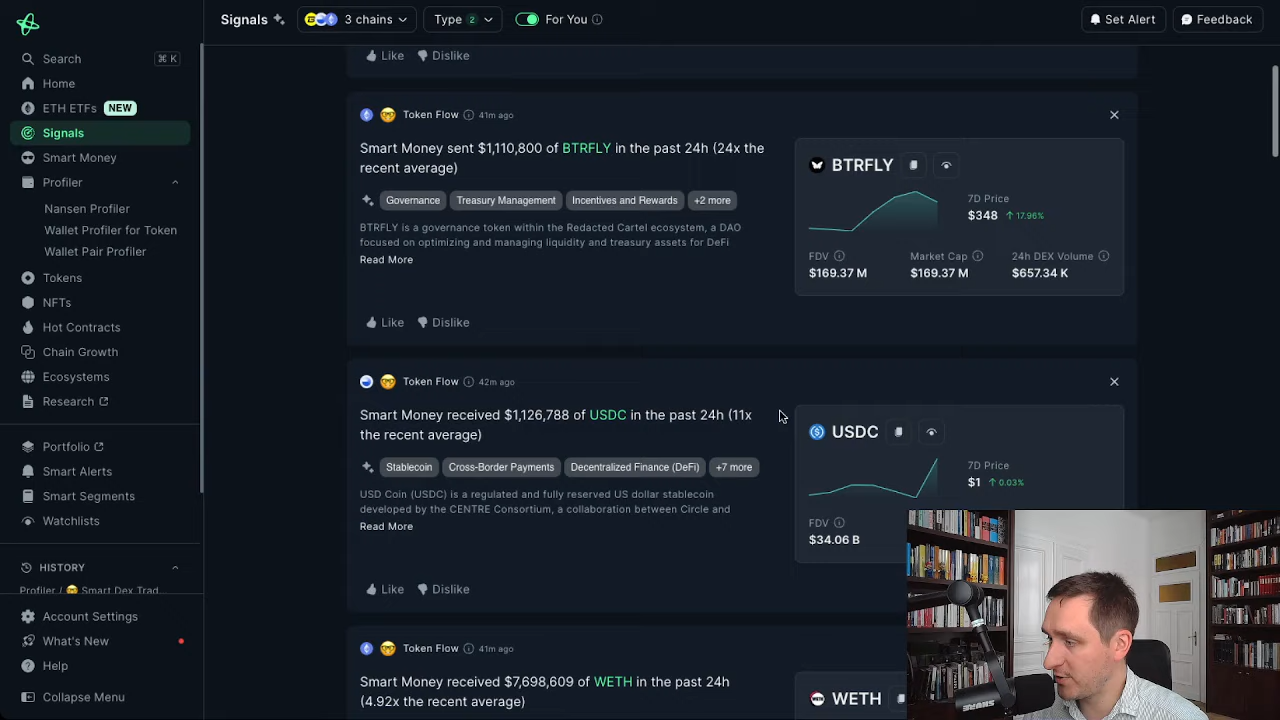 Signals
3 chains
Type 2
For You
Set Alert
Feedback
Search
⌘ K
Home
ETH ETFs NEW
Signals
Smart Money
Profiler
Nansen Profiler
Wallet Profiler for Token
Wallet Pair Profiler
Tokens
NFTs
Hot Contracts
Chain Growth
Ecosystems
Research
Portfolio
Smart Alerts
Smart Segments
Watchlists
HISTORY
Profiler / Smart Dex Trad...
Account Settings
What's New
Help
Collapse Menu
Like Dislike
Token Flow 41m ago
Smart Money sent $1,110,800 of BTRFLY in the past 24h (24x the
recent average)
Governance Treasury Management Incentives and Rewards +2 more
BTRFLY is a governance token within the Redacted Cartel ecosystem, a DAO
focused on optimizing and managing liquidity and treasury assets for DeFi
Read More
Like Dislike
BTRFLY
7D Price
$348 ↑ 17.96%
FDV Market Cap 24h DEX Volume
$169.37 M $169.37 M $657.34 K
Token Flow 42m ago
Smart Money received $1,126,788 of USDC in the past 24h (11x
the recent average)
Stablecoin Cross-Border Payments Decentralized Finance (DeFi) +7 more
USD Coin (USDC) is a regulated and fully reserved US dollar stablecoin
developed by the CENTRE Consortium, a collaboration between Circle and
Read More
Like Dislike
USDC
7D Price
$1 ↑ 0.03%
FDV
$34.06 B
Token Flow 41m ago
Smart Money received $7,698,609 of WETH in the past 24h
(4.92x the recent average)
WETH